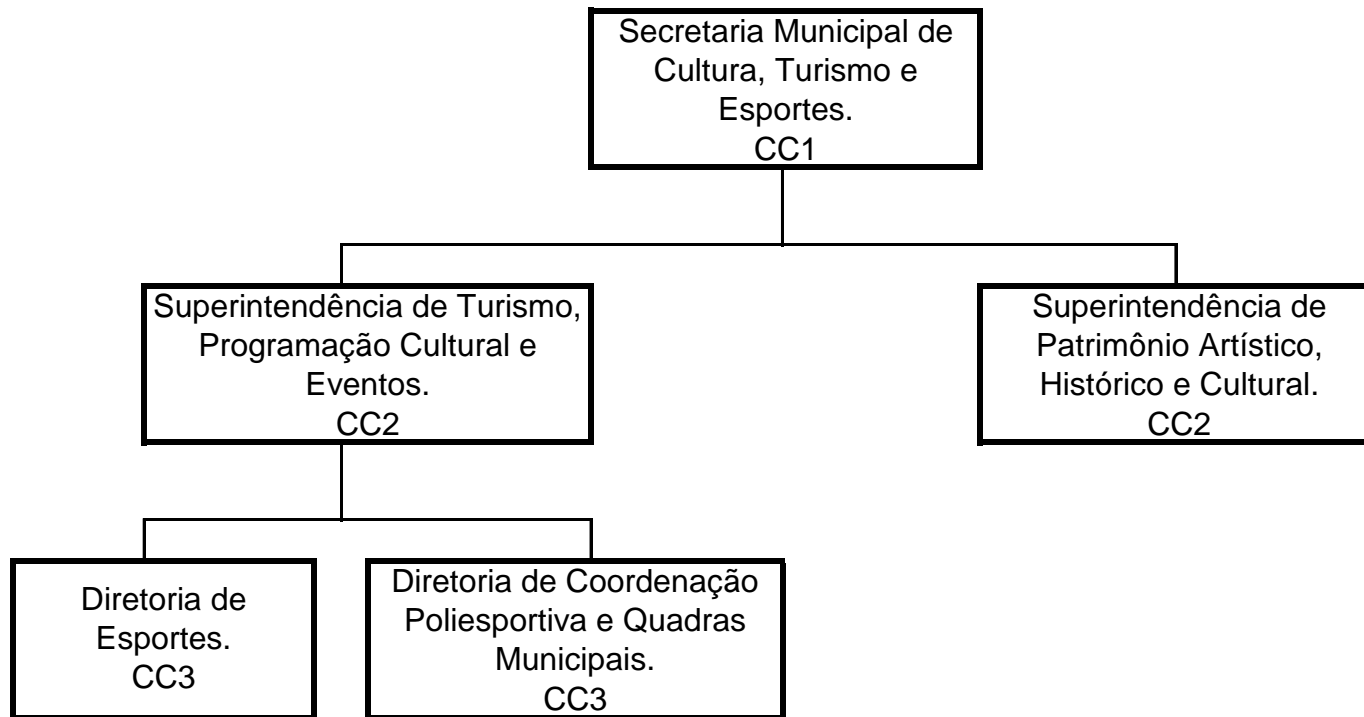 Secretaria Municipal de
Cultura, Turismo e
Esportes.
CC1
Superintendência de Turismo,
Programação Cultural e
Eventos.
CC2
Superintendência de
Patrimônio Artístico,
Histórico e Cultural.
CC2
Diretoria de
Esportes.
CC3
Diretoria de Coordenação
Poliesportiva e Quadras
Municipais.
CC3